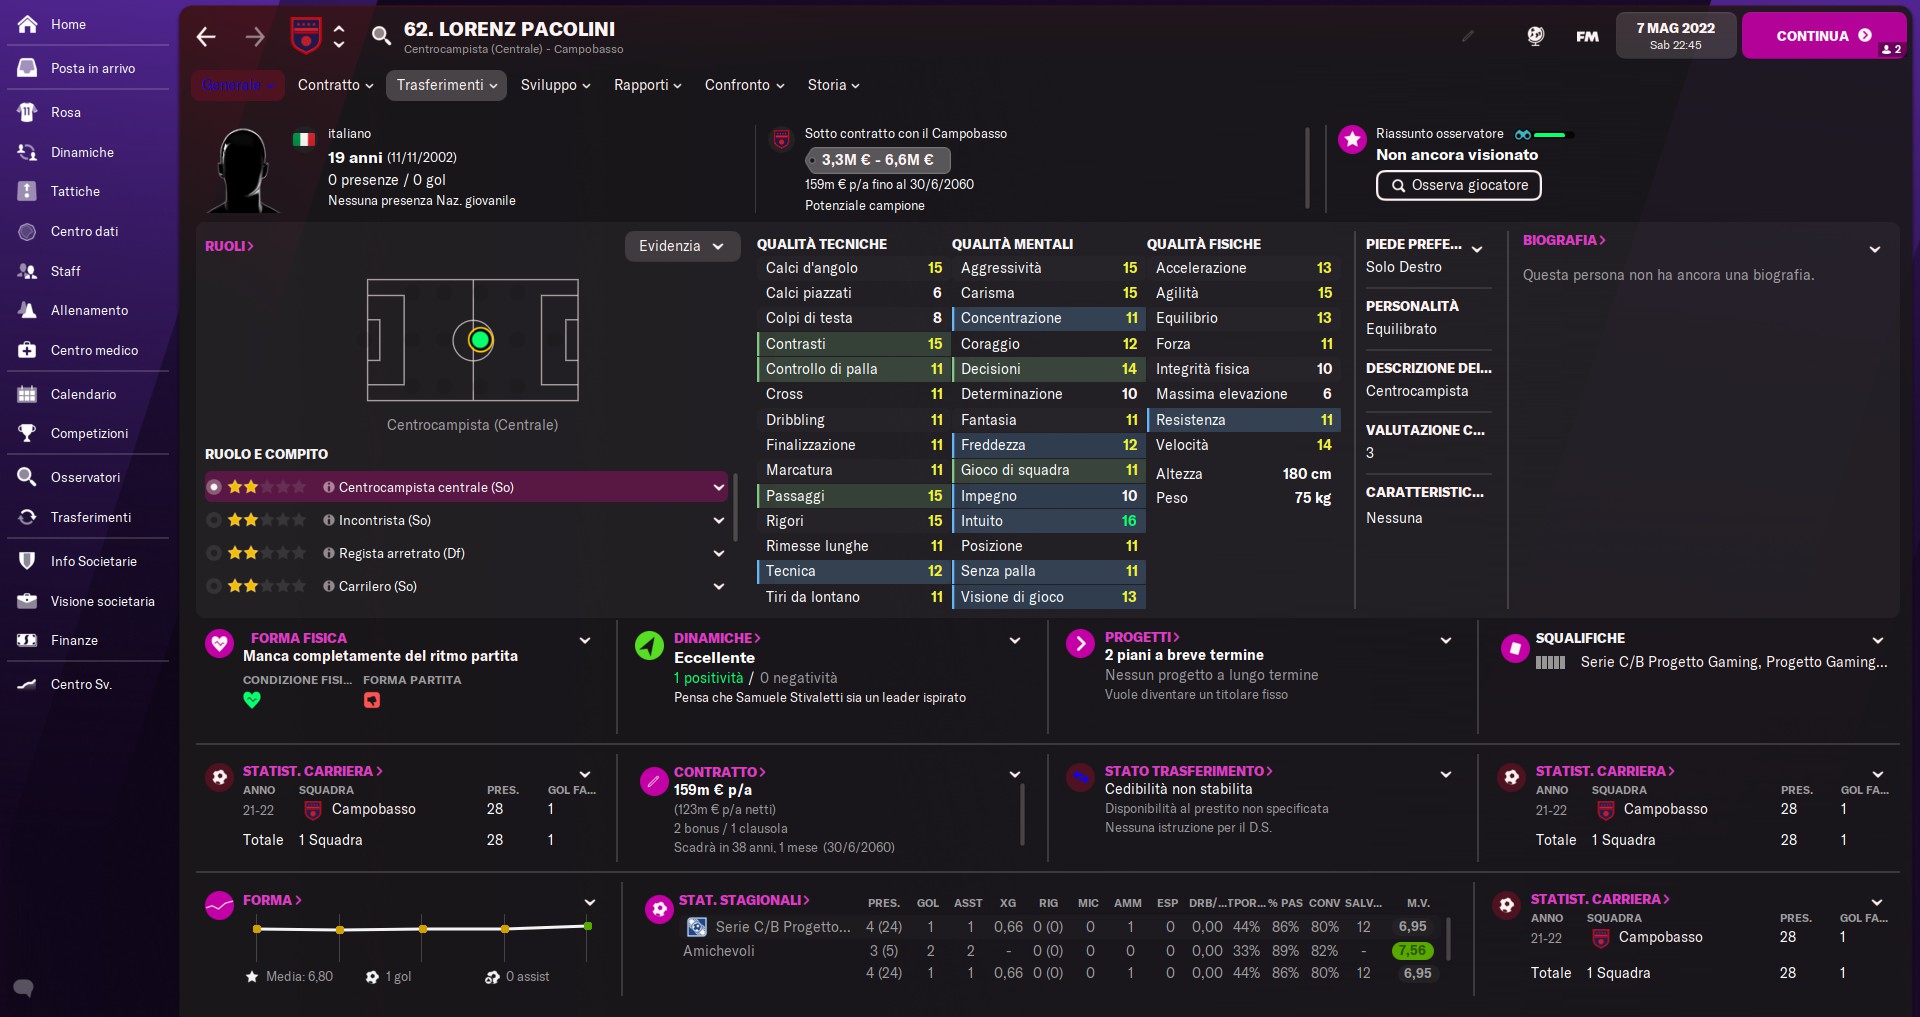 Home
Posta in arrivo
Rosa
Dinamiche
Tattiche
Centro dati
Staff
Allenamento
Centro medico
Calendario
Competizioni
Osservatori
Trasferimenti
Info Societarie
Visione societaria
Finanze
Centro Sv.
62. LORENZ PACOLINI
Centrocampista (Centrale) - Campobasso
FM
7 MAG 2022
Sab 22:45
CONTINUA
2
Generale
Contratto
Trasferimenti
Sviluppo
Rapporti
Confronto
Storia
italiano
19 anni (11/11/2002)
0 presenze / 0 gol
Nessuna presenza Naz. giovanile
Sotto contratto con il Campobasso
3,3M € - 6,6M €
159m € p/a fino al 30/6/2060
Potenziale campione
Riassunto osservatore
Non ancora visionato
Osserva giocatore
RUOLI
Evidenzia
Centrocampista (Centrale)
RUOLO E COMPITO
Centrocampista centrale (So)
Incontrista (So)
Regista arretrato (Df)
Carrilero (So)
QUALITÀ TECNICHE
Calci d'angolo 15
Calci piazzati 6
Colpi di testa 8
Contrasti 15
Controllo di palla 11
Cross 11
Dribbling 11
Finalizzazione 11
Marcatura 11
Passaggi 15
Rigori 15
Rimesse lunghe 11
Tecnica 12
Tiri da lontano 11
QUALITÀ MENTALI
Aggressività 15
Carisma 15
Concentrazione 11
Coraggio 12
Decisioni 14
Determinazione 10
Fantasia 11
Freddezza 12
Gioco di squadra 11
Impegno 10
Intuito 16
Posizione 11
Senza palla 11
Visione di gioco 13
QUALITÀ FISICHE
Accelerazione 13
Agilità 15
Equilibrio 13
Forza 11
Integrità fisica 10
Massima elevazione 6
Resistenza 11
Velocità 14
Altezza 180 cm
Peso 75 kg
PIEDE PREFE...
Solo Destro
PERSONALITÀ
Equilibrato
DESCRIZIONE DEI...
Centrocampista
VALUTAZIONE C...
3
CARATTERISTIC...
Nessuna
BIOGRAFIA
Questa persona non ha ancora una biografia.
FORMA FISICA
Manca completamente del ritmo partita
CONDIZIONE FISI... FORMA PARTITA
DINAMICHE
Eccellente
1 positività / 0 negatività
Pensa che Samuele Stivaletti sia un leader ispirato
PROGETTI
2 piani a breve termine
Nessun progetto a lungo termine
Vuole diventare un titolare fisso
SQUALIFICHE
Serie C/B Progetto Gaming, Progetto Gaming...
STATIST. CARRIERA
ANNO SQUADRA PRES. GOL FA...
21-22 Campobasso 28 1
Totale 1 Squadra 28 1
CONTRATTO
159m € p/a
(123m € p/a netti)
2 bonus / 1 clausola
Scadrà in 38 anni, 1 mese (30/6/2060)
STATO TRASFERIMENTO
Cedibilità non stabilita
Disponibilità al prestito non specificata
Nessuna istruzione per il D.S.
STATIST. CARRIERA
ANNO SQUADRA PRES. GOL FA...
21-22 Campobasso 28 1
Totale 1 Squadra 28 1
FORMA
Media: 6,80 1 gol 0 assist
STAT. STAGIONALI PRES. GOL ASST XG RIG MIC AMM ESP DRB/... TPOR... % PAS CONV SALV... M.V.
Serie C/B Progetto... 4 (24) 1 1 0,66 0 (0) 0 1 0 0,00 44% 86% 80% 12 6,95
Amichevoli 3 (5) 2 2 - 0 (0) 0 0 0 0,00 33% 89% 82% - 7,56
4 (24) 1 1 0,66 0 (0) 0 1 0 0,00 44% 86% 80% 12 6,95
STATIST. CARRIERA
ANNO SQUADRA PRES. GOL FA...
21-22 Campobasso 28 1
Totale 1 Squadra 28 1